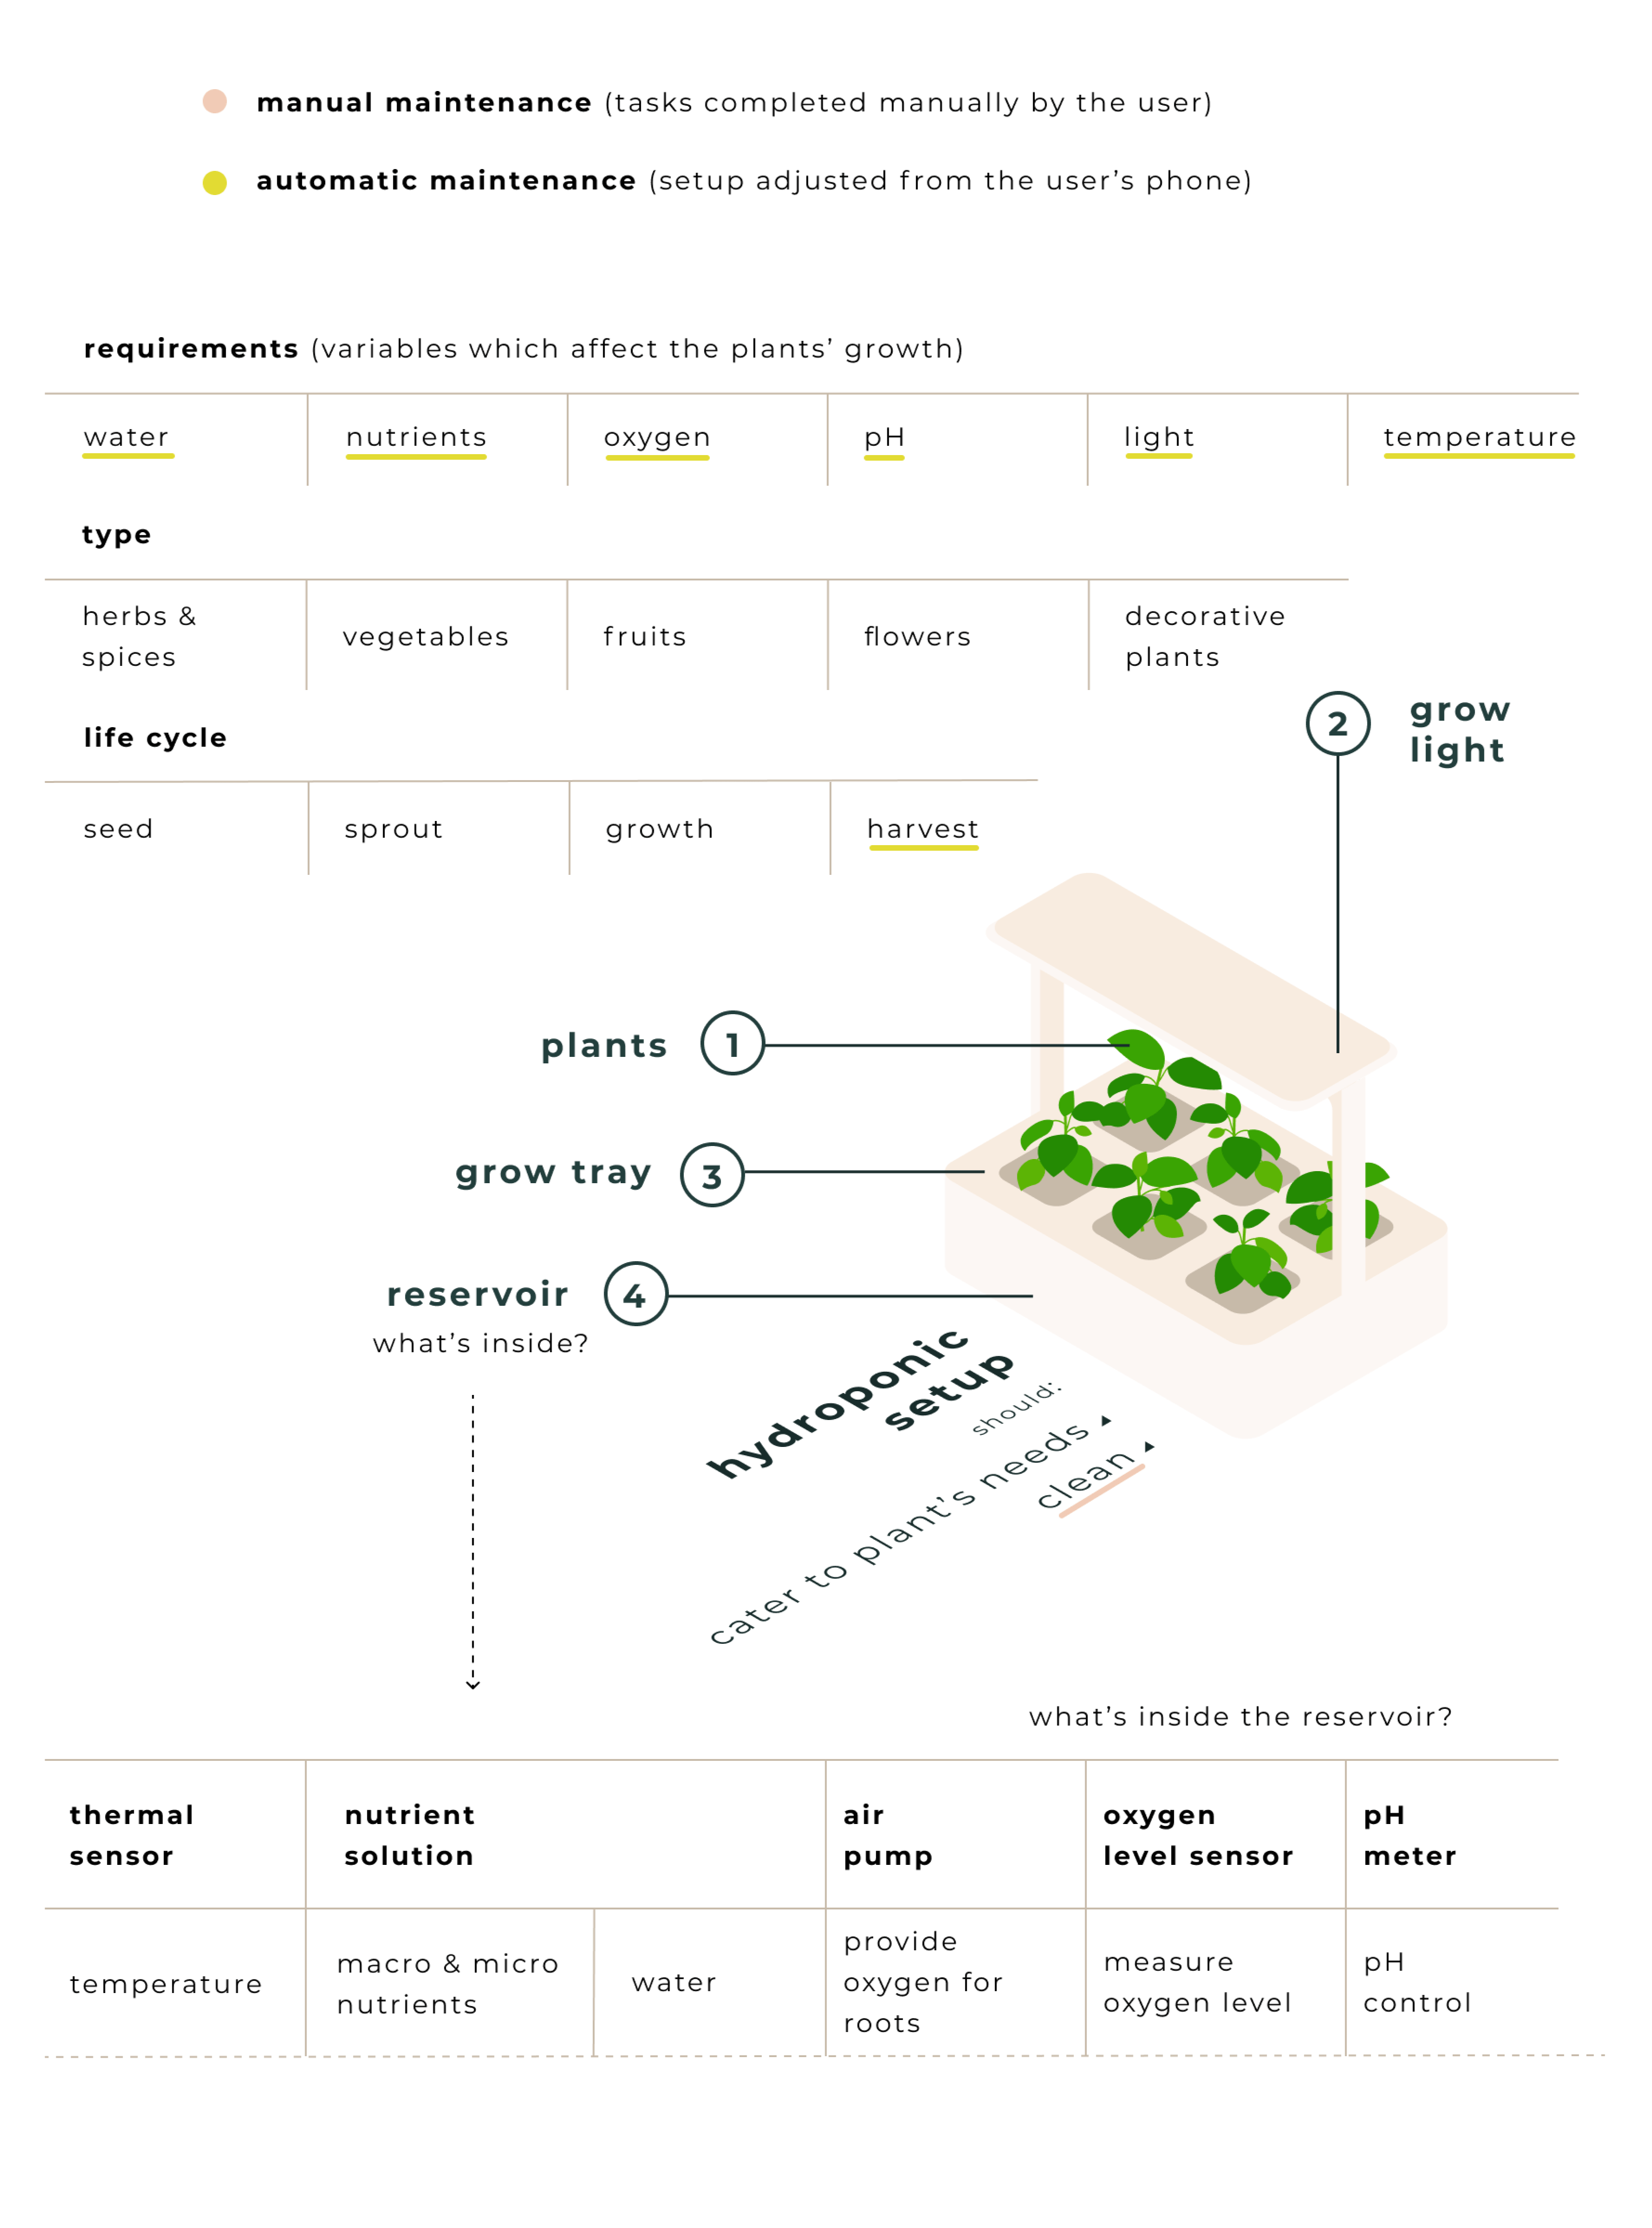 manual maintenance (tasks completed manually by the user)
automatic maintenance (setup adjusted from the user’s phone)
requirements (variables which affect the plants’ growth)
water
nutrients
oxygen
pH
light
temperature
type
herbs &
spices
vegetables
fruits
flowers
decorative
plants
life cycle
seed
sprout
growth
harvest
2
grow
light
plants 1
grow tray 3
reservoir 4
what’s inside?
hydroponic
setup
should:
cater to plant’s needs
clean
what’s inside the reservoir?
thermal
sensor
nutrient
solution
air
pump
oxygen
level sensor
pH
meter
temperature
macro & micro
nutrients
water
provide
oxygen for
roots
measure
oxygen level
pH
control